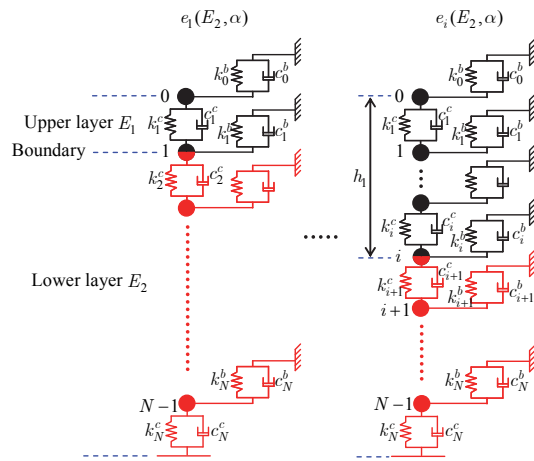 e_1(E_2, α)
e_i(E_2, α)
k_0^b
c_0^b
k_0^b
c_0^b
0
0
Upper layer E_1
k_1^c
c_1^c
k_1^b
c_1^b
k_1^c
c_1^c
k_1^b
c_1^b
Boundary
1
1
k_2^c
c_2^c
h_1
k_i^c
c_i^c
k_i^b
c_i^b
i
Lower layer E_2
k_{i+1}^c
c_{i+1}^c
k_{i+1}^b
c_{i+1}^b
i+1
k_N^b
c_N^b
k_N^b
c_N^b
N−1
N−1
k_N^c
c_N^c
k_N^c
c_N^c